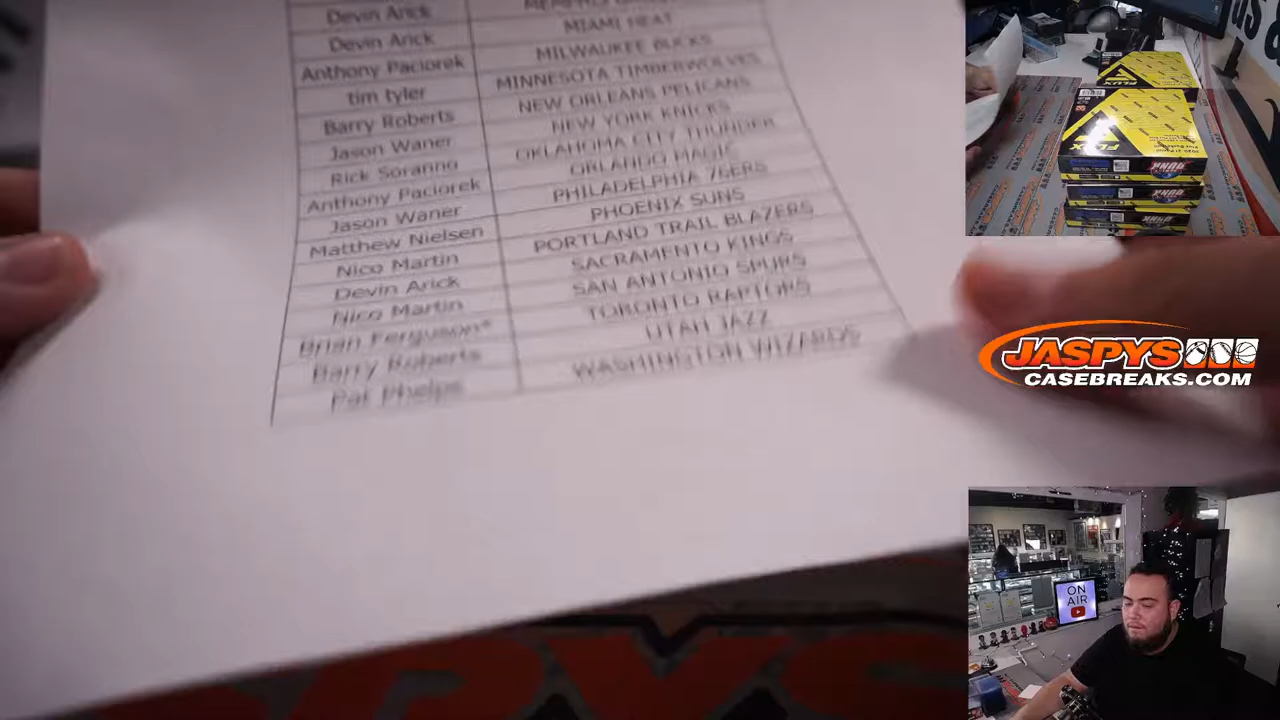 Devin Arick MEMPHIS
Devin Arick MIAMI HEAT
Anthony Paciorek MILWAUKEE BUCKS
tim tyler MINNESOTA TIMBERWOLVES
Barry Roberts NEW ORLEANS PELICANS
Jason Waner NEW YORK KNICKS
Rick Soranno OKLAHOMA CITY THUNDER
Anthony Paciorek ORLANDO MAGIC
Jason Waner PHILADELPHIA 76ERS
Matthew Nielsen PHOENIX SUNS
Nico Martin PORTLAND TRAIL BLAZERS
Devin Arick SACRAMENTO KINGS
Nico Martin SAN ANTONIO SPURS
Brian Ferguson* TORONTO RAPTORS
Barry Roberts UTAH JAZZ
Pat Phelps WASHINGTON WIZARDS
FLUX
FLUX
JASPYS
CASEBREAKS.COM
ON
AIR